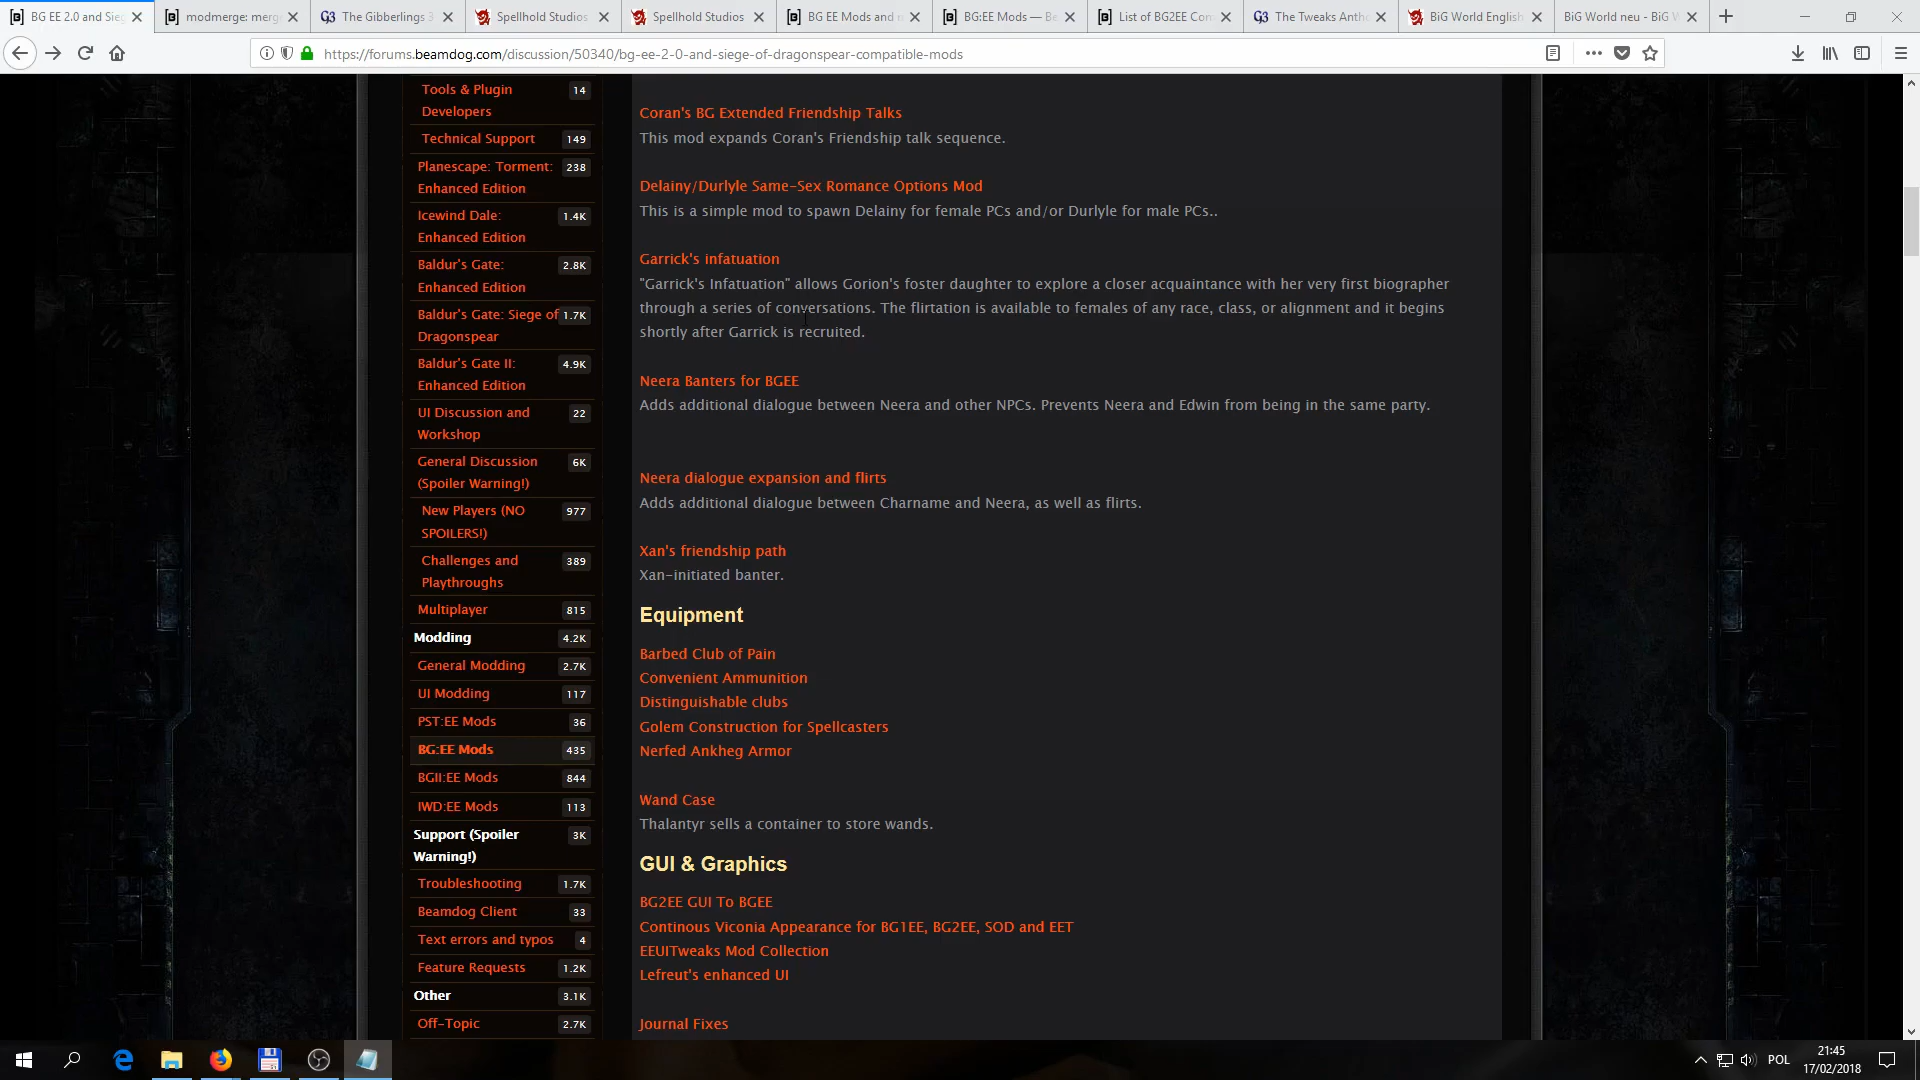 BG EE 2.0 and Sie
modmerge: merg
The Gibberlings 3
Spellhold Studios
Spellhold Studios
BG EE Mods and n
BG:EE Mods — Be
List of BG2EE Com
The Tweaks Antho
BiG World English
BiG World neu - BiG W
https://forums.beamdog.com/discussion/50340/bg-ee-2-0-and-siege-of-dragonspear-compatible-mods
Tools & Plugin 14
Developers
Technical Support 149
Planescape: Torment: 238
Enhanced Edition
Icewind Dale: 1.4K
Enhanced Edition
Baldur's Gate: 2.8K
Enhanced Edition
Baldur's Gate: Siege of 1.7K
Dragonspear
Baldur's Gate II: 4.9K
Enhanced Edition
UI Discussion and 22
Workshop
General Discussion 6K
(Spoiler Warning!)
New Players (NO 977
SPOILERS!)
Challenges and 389
Playthroughs
Multiplayer 815
Modding 4.2K
General Modding 2.7K
UI Modding 117
PST:EE Mods 36
BG:EE Mods 435
BGII:EE Mods 844
IWD:EE Mods 113
Support (Spoiler 3K
Warning!)
Troubleshooting 1.7K
Beamdog Client 33
Text errors and typos 4
Feature Requests 1.2K
Other 3.1K
Off-Topic 2.7K
Coran's BG Extended Friendship Talks
This mod expands Coran's Friendship talk sequence.
Delainy/Durlyle Same-Sex Romance Options Mod
This is a simple mod to spawn Delainy for female PCs and/or Durlyle for male PCs..
Garrick's infatuation
"Garrick's Infatuation" allows Gorion's foster daughter to explore a closer acquaintance with her very first biographer
through a series of conversations. The flirtation is available to females of any race, class, or alignment and it begins
shortly after Garrick is recruited.
Neera Banters for BGEE
Adds additional dialogue between Neera and other NPCs. Prevents Neera and Edwin from being in the same party.
Neera dialogue expansion and flirts
Adds additional dialogue between Charname and Neera, as well as flirts.
Xan's friendship path
Xan-initiated banter.
Equipment
Barbed Club of Pain
Convenient Ammunition
Distinguishable clubs
Golem Construction for Spellcasters
Nerfed Ankheg Armor
Wand Case
Thalantyr sells a container to store wands.
GUI & Graphics
BG2EE GUI To BGEE
Continous Viconia Appearance for BG1EE, BG2EE, SOD and EET
EEUITweaks Mod Collection
Lefreut's enhanced UI
Journal Fixes
POL
21:45
17/02/2018